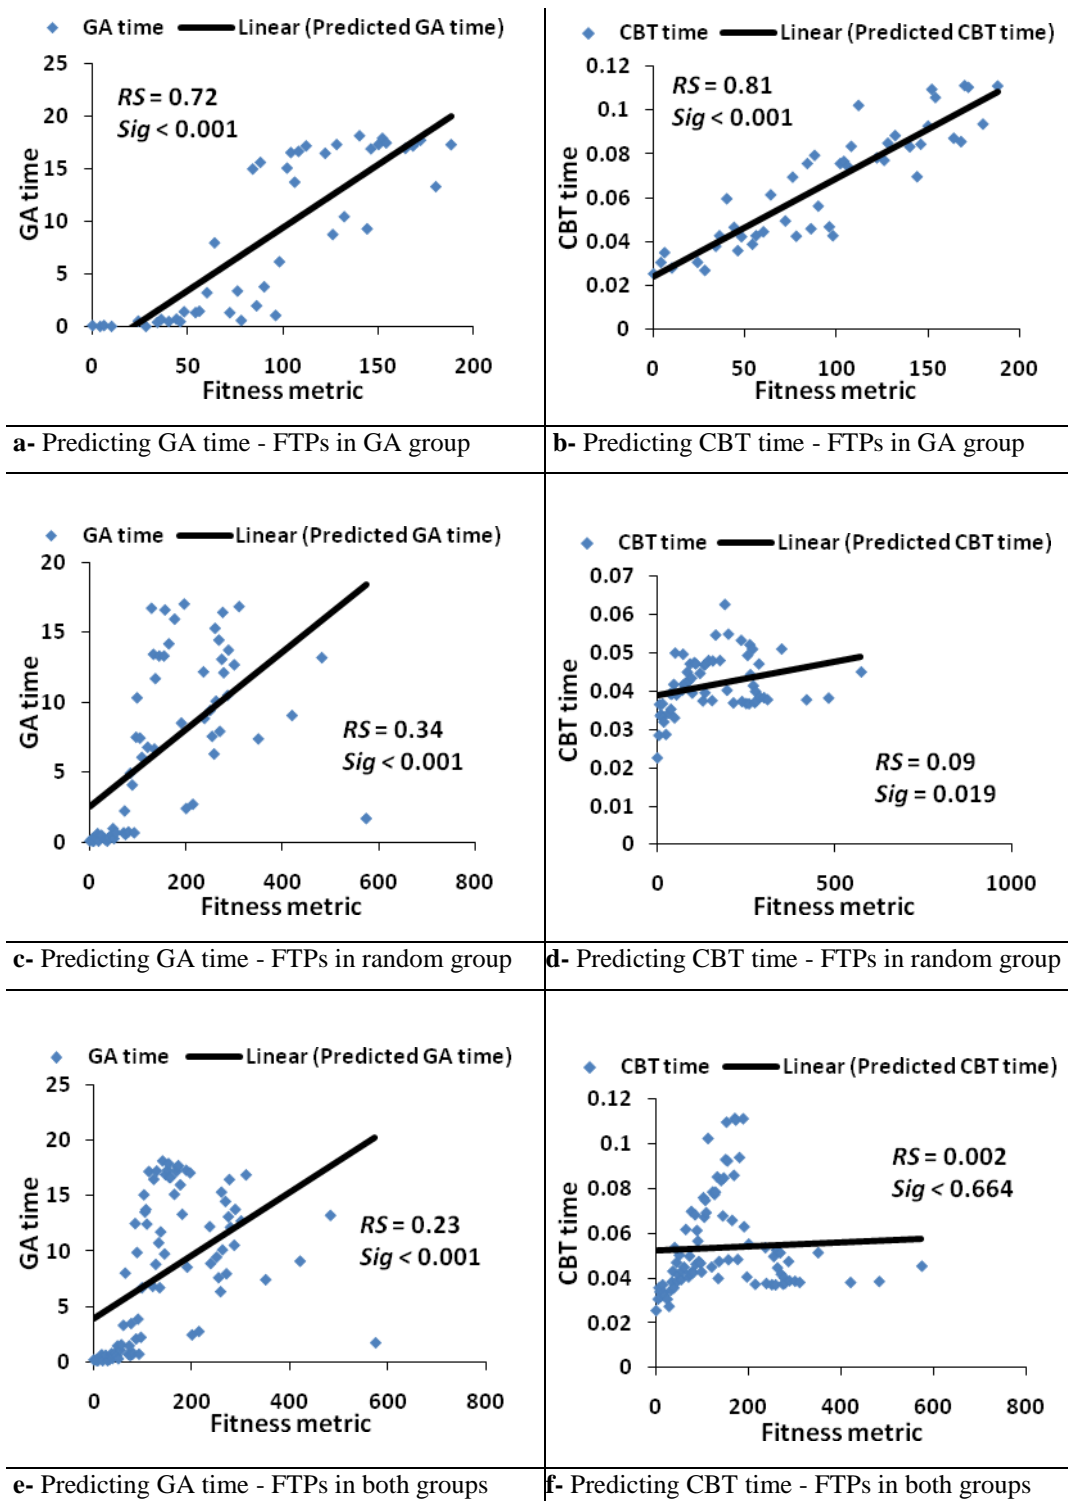 GA time Linear (Predicted GA time)
25
20
15
10
5
0
RS = 0.72
Sig < 0.001
GA time
0 50 100 150 200
Fitness metric
a- Predicting GA time - FTPs in GA group
CBT time Linear (Predicted CBT time)
0.12
0.1
0.08
0.06
0.04
0.02
0
RS = 0.81
Sig < 0.001
CBT time
0 50 100 150 200
Fitness metric
b- Predicting CBT time - FTPs in GA group
GA time Linear (Predicted GA time)
20
15
10
5
0
GA time
RS = 0.34
Sig < 0.001
0 200 400 600 800
Fitness metric
c- Predicting GA time - FTPs in random group
CBT time Linear (Predicted CBT time)
0.07
0.06
0.05
0.04
0.03
0.02
0.01
0
CBT time
RS = 0.09
Sig = 0.019
0 500 1000
Fitness metric
d- Predicting CBT time - FTPs in random group
GA time Linear (Predicted GA time)
25
20
15
10
5
0
GA time
RS = 0.23
Sig < 0.001
0 200 400 600 800
Fitness metric
e- Predicting GA time - FTPs in both groups
CBT time Linear (Predicted CBT time)
0.12
0.1
0.08
0.06
0.04
0.02
0
CBT time
RS = 0.002
Sig < 0.664
0 200 400 600 800
Fitness metric
f- Predicting CBT time - FTPs in both groups